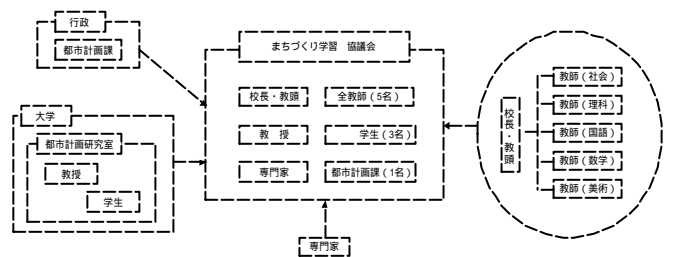 行政
都市計画課
大学
都市計画研究室
教授
学生
まちづくり学習 協議会
校長・教頭
全教師(5名)
教 授
学生(3名)
専門家
都市計画課(1名)
専門家
校長・教頭
教師(社会)
教師(理科)
教師(国語)
教師(数学)
教師(美術)